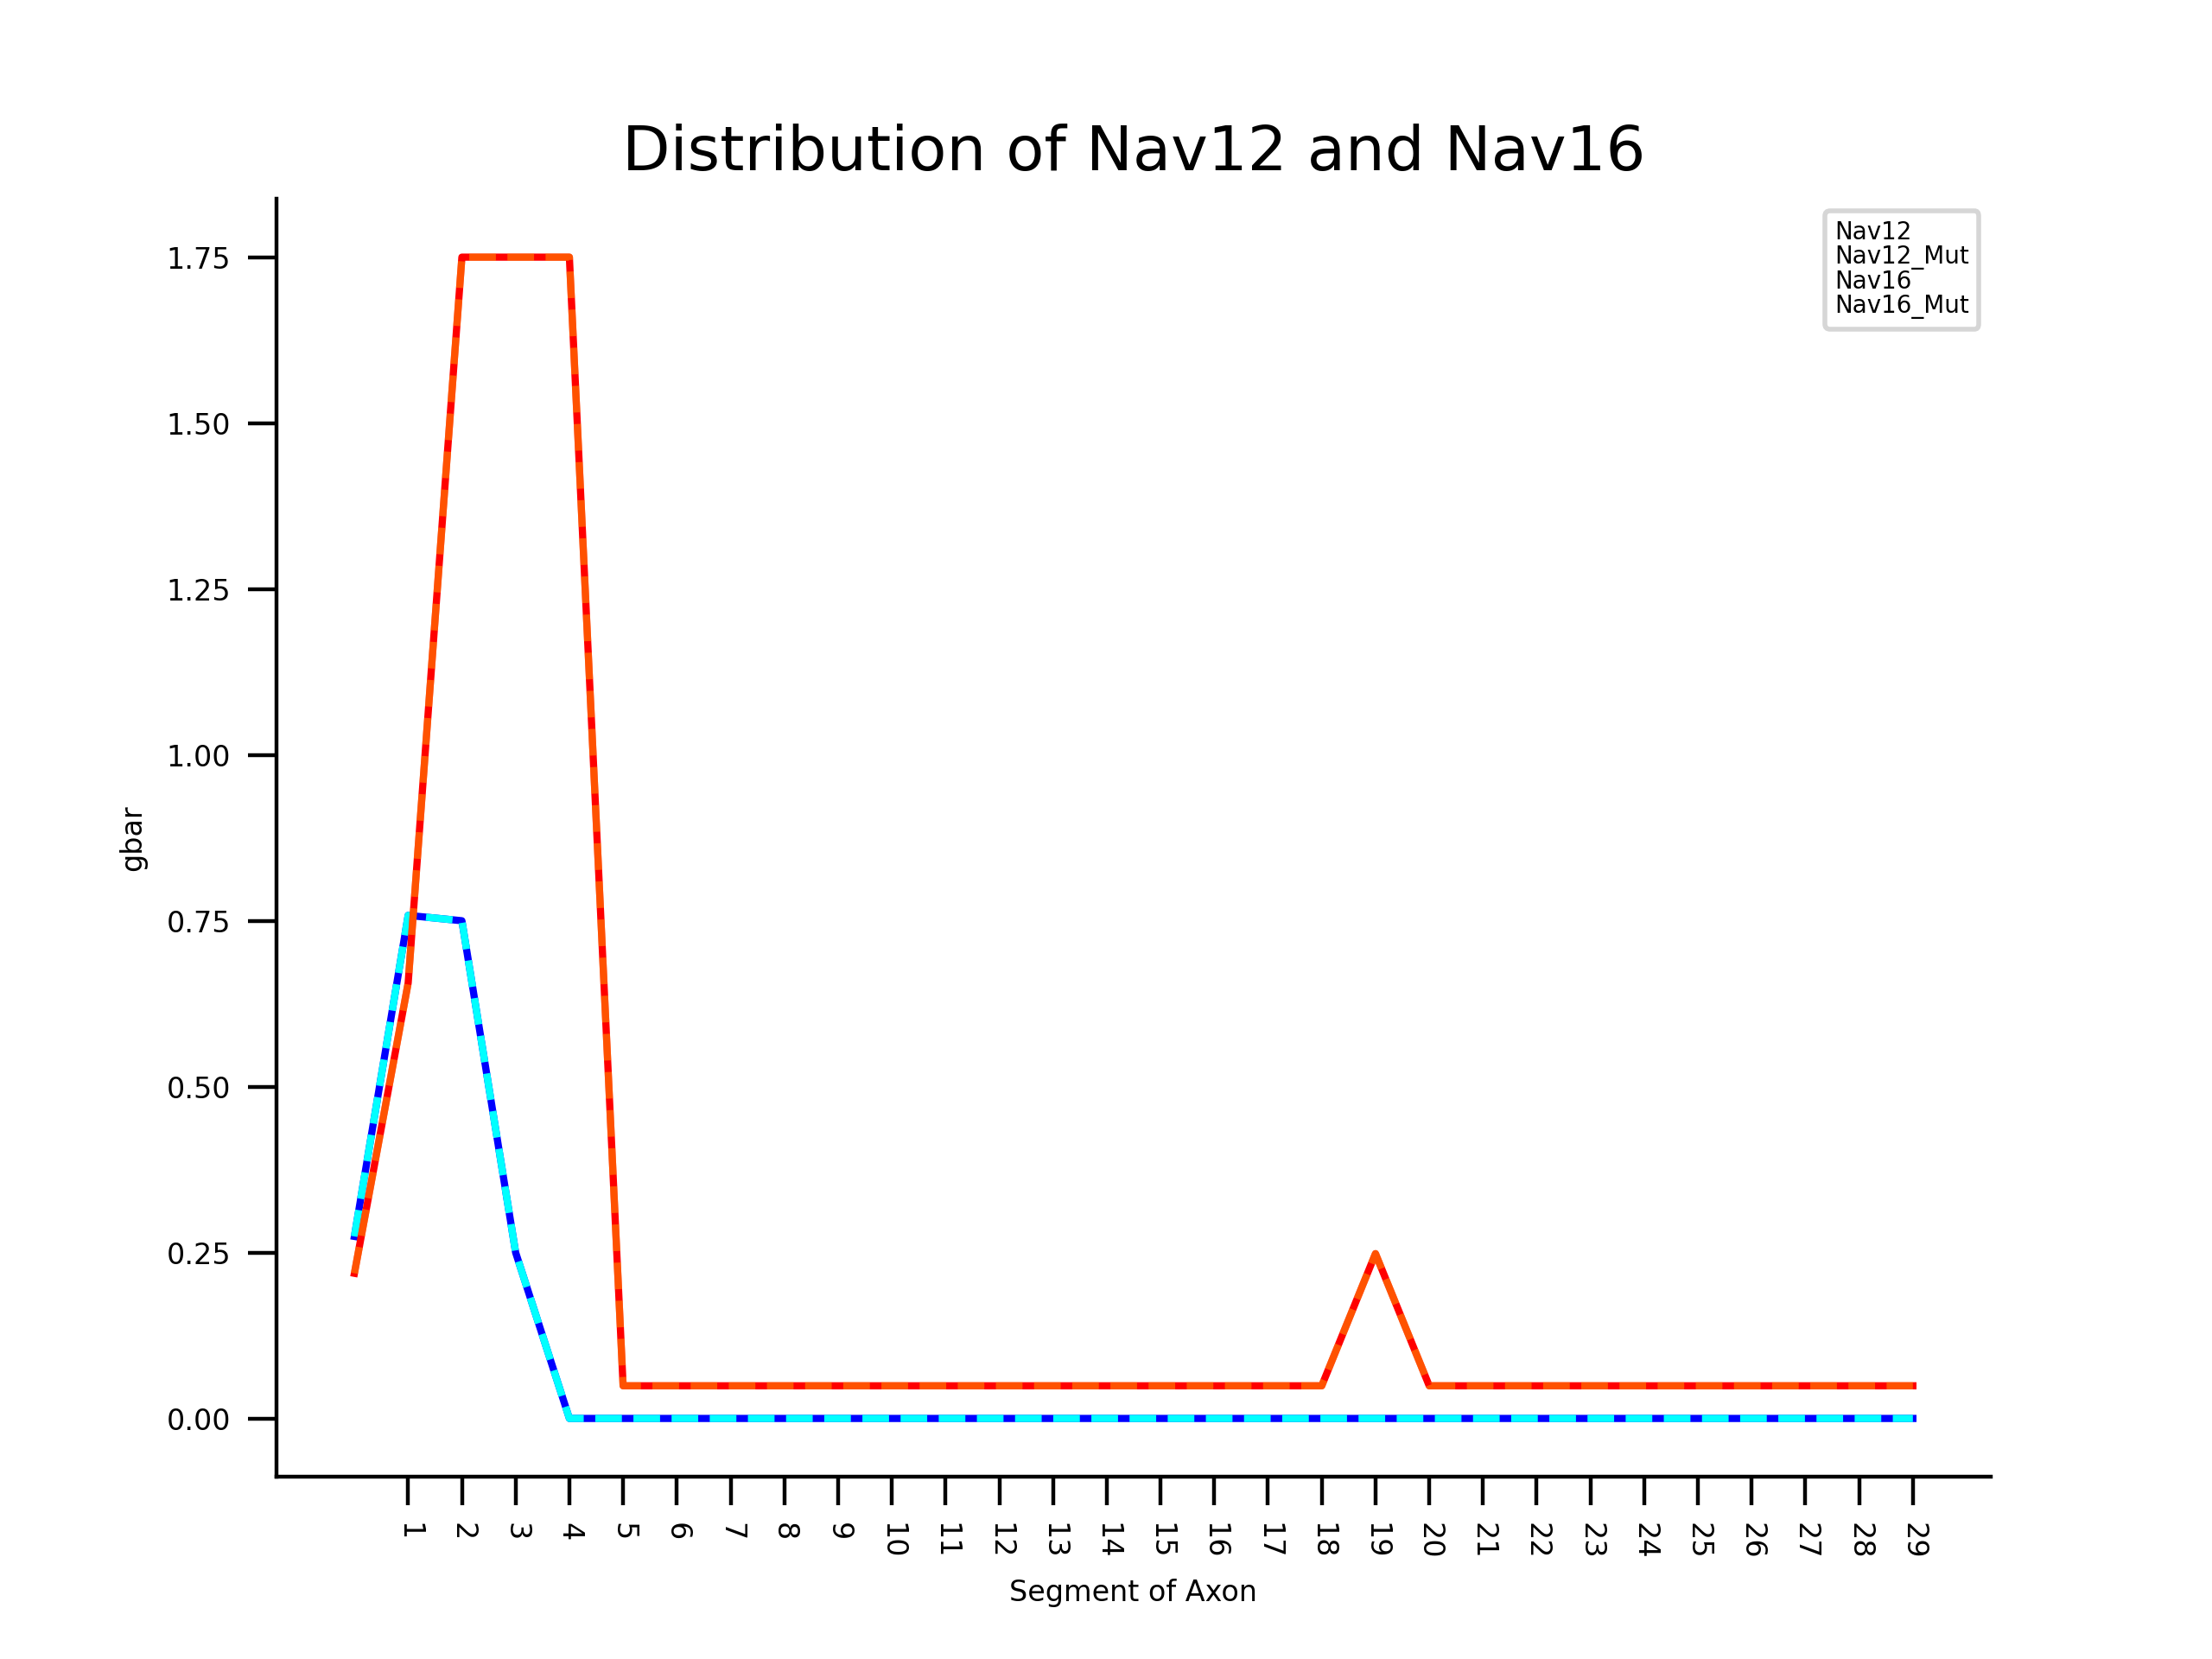 Distribution of Nav12 and Nav16
Nav12
Nav12_Mut
Nav16
Nav16_Mut
1.75
1.50
1.25
1.00
0.75
0.50
0.25
0.00
gbar
1 2 3 4 5 6 7 8 9 10 11 12 13 14 15 16 17 18 19 20 21 22 23 24 25 26 27 28 29
Segment of Axon